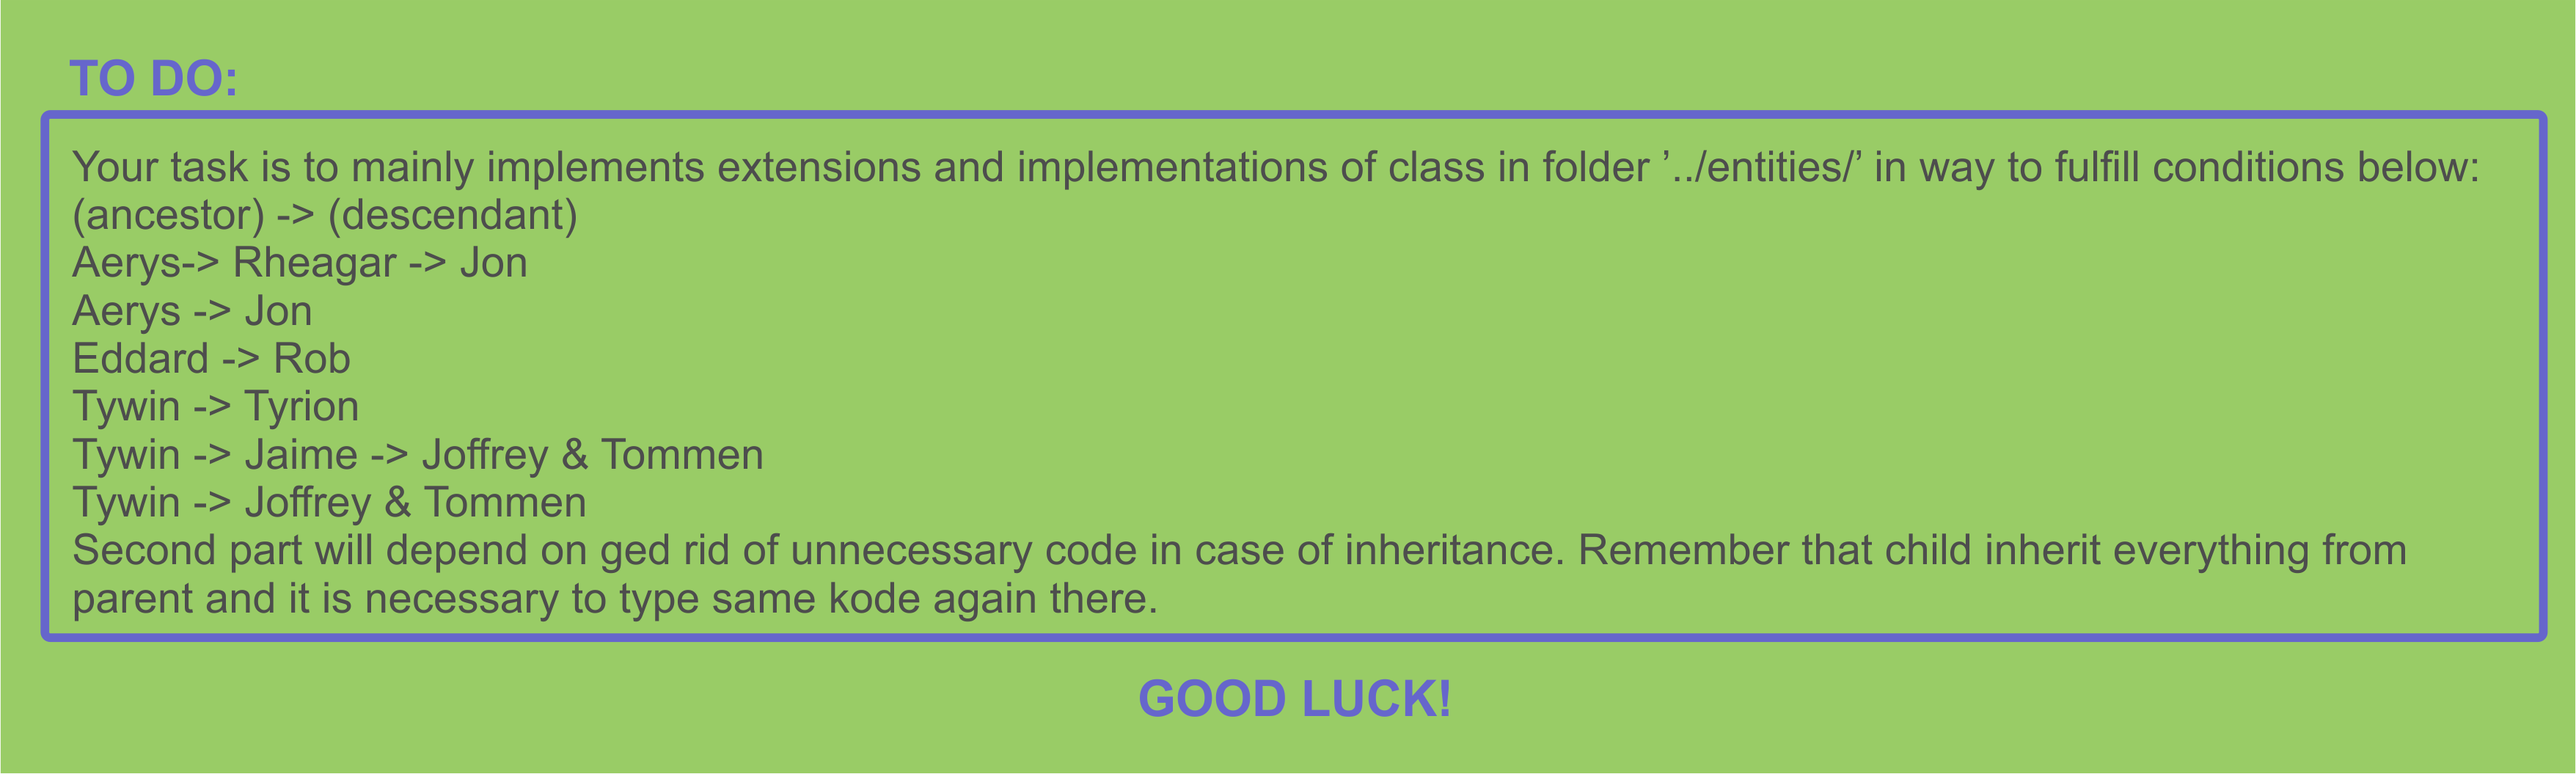 TO DO:
Your task is to mainly implements extensions and implementations of class in folder ’../entities/’ in way to fulfill conditions below:
(ancestor) -> (descendant)
Aerys-> Rheagar -> Jon
Aerys -> Jon
Eddard -> Rob
Tywin -> Tyrion
Tywin -> Jaime -> Joffrey & Tommen
Tywin -> Joffrey & Tommen
Second part will depend on ged rid of unnecessary code in case of inheritance. Remember that child inherit everything from
parent and it is necessary to type same kode again there.
GOOD LUCK!